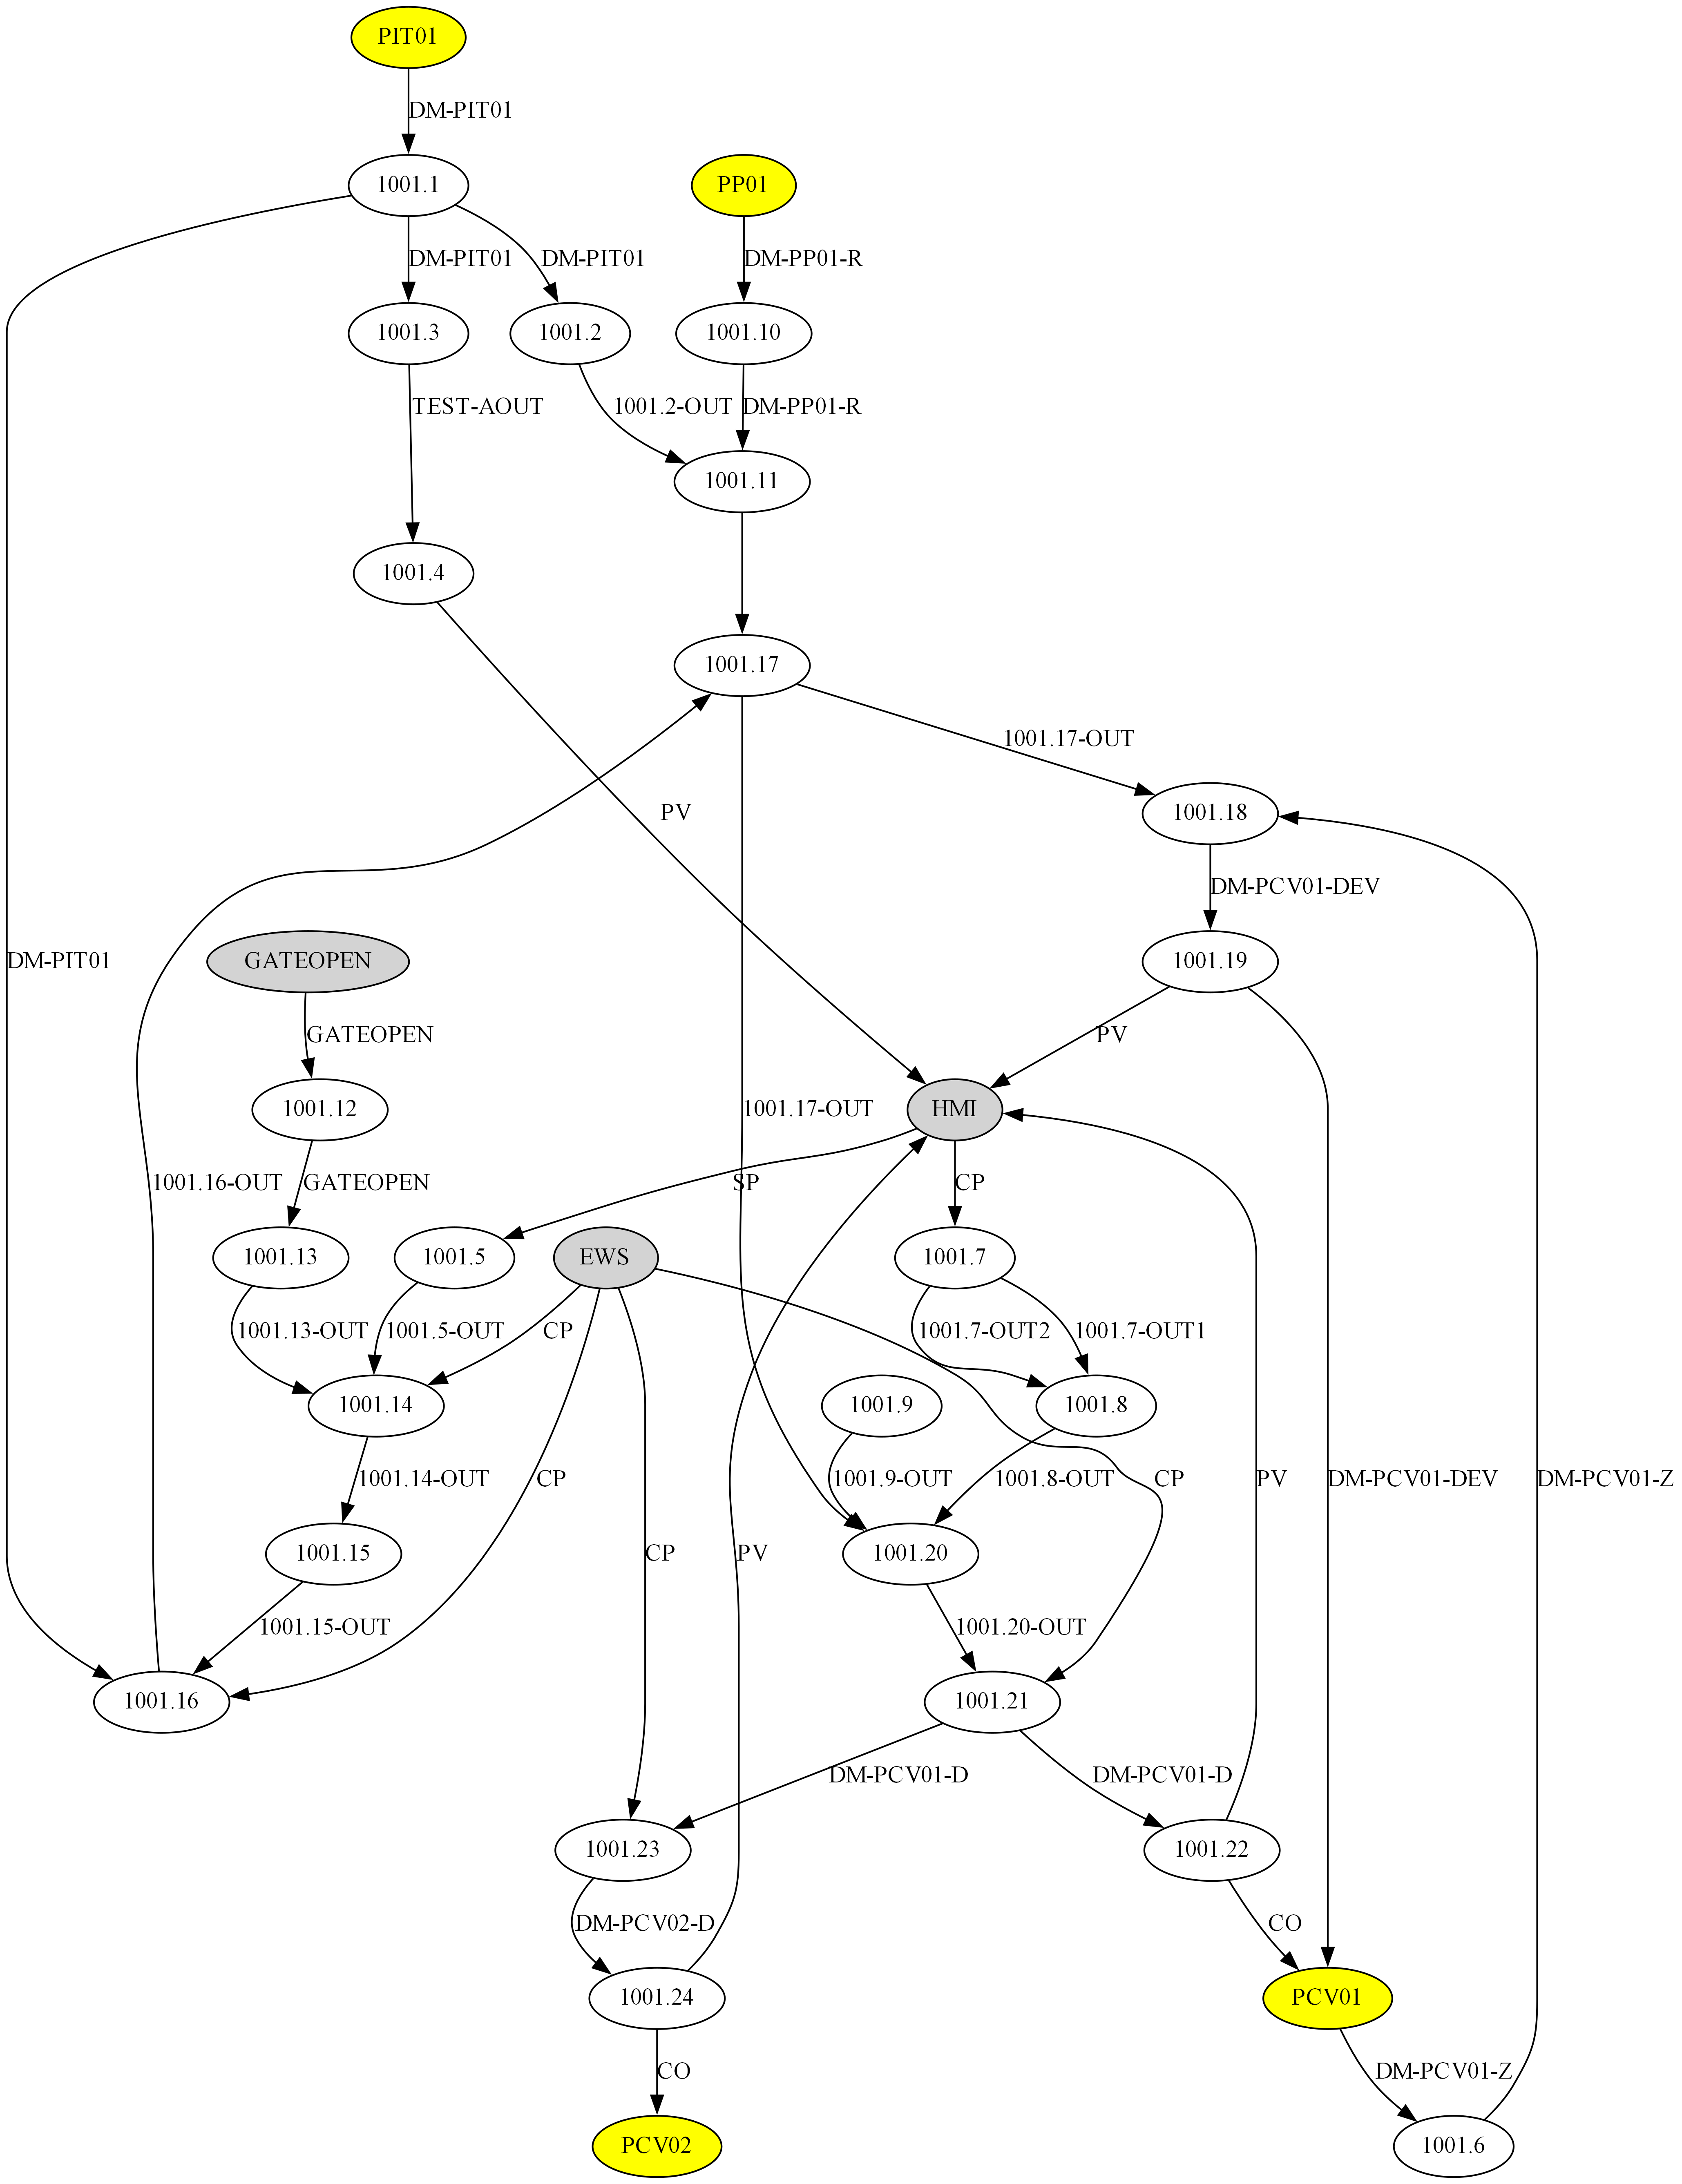 PIT01
DM-PIT01
1001.1
PP01
DM-PIT01
DM-PIT01
DM-PP01-R
1001.3
1001.2
1001.10
TEST-AOUT
1001.2-OUT
DM-PP01-R
1001.11
1001.4
1001.17
1001.17-OUT
PV
1001.18
DM-PCV01-DEV
DM-PIT01
GATEOPEN
1001.19
GATEOPEN
PV
1001.12
1001.17-OUT
HMI
1001.16-OUT
GATEOPEN
SP
CP
1001.13
1001.5
EWS
1001.7
1001.13-OUT
1001.5-OUT
CP
1001.7-OUT2
1001.7-OUT1
1001.14
1001.9
1001.8
1001.14-OUT
CP
1001.9-OUT
1001.8-OUT
CP
PV
DM-PCV01-DEV
DM-PCV01-Z
1001.15
CP
PV
1001.20
1001.15-OUT
1001.20-OUT
1001.16
1001.21
DM-PCV01-D
DM-PCV01-D
1001.23
1001.22
DM-PCV02-D
CO
1001.24
PCV01
CO
DM-PCV01-Z
PCV02
1001.6